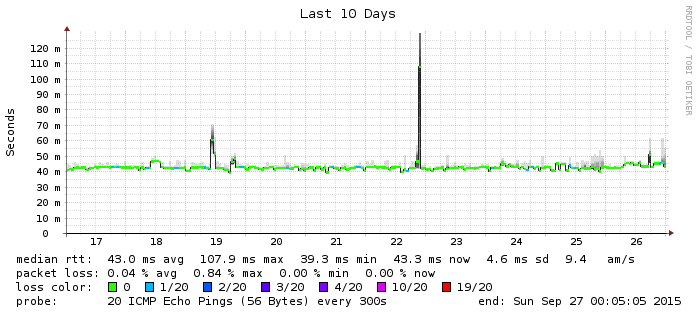 Last 10 Days
RRDTOOL / TOBI OETIKER
Seconds
120 m
110 m
100 m
90 m
80 m
70 m
60 m
50 m
40 m
30 m
20 m
10 m
0
17 18 19 20 21 22 23 24 25 26
median rtt: 43.0 ms avg 107.9 ms max 39.3 ms min 43.3 ms now 4.6 ms sd 9.4 am/s
packet loss: 0.04 % avg 0.84 % max 0.00 % min 0.00 % now
loss color: 0 1/20 2/20 3/20 4/20 10/20 19/20
probe: 20 ICMP Echo Pings (56 Bytes) every 300s end: Sun Sep 27 00:05:05 2015